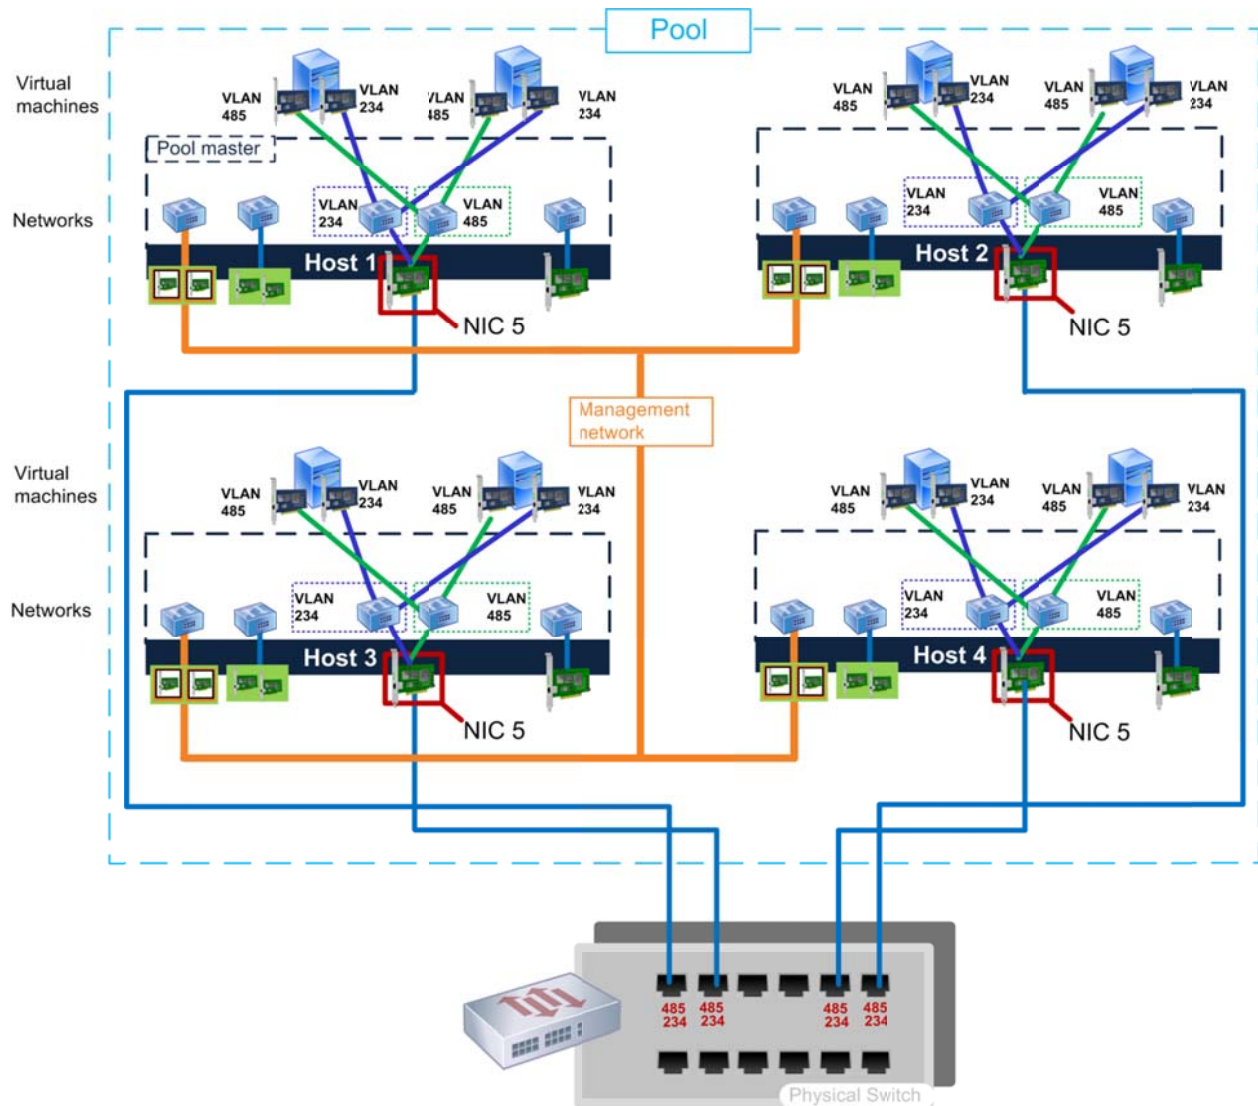 Pool
Virtual
machines
VLAN
485
VLAN
234
VLAN
485
VLAN
234
VLAN
485
VLAN
234
VLAN
485
VLAN
234
Pool master
Networks
VLAN
234
VLAN
485
VLAN
234
VLAN
485
Host 1
Host 2
NIC 5
NIC 5
Management
network
Virtual
machines
VLAN
485
VLAN
234
VLAN
485
VLAN
234
VLAN
485
VLAN
234
VLAN
485
VLAN
234
Networks
VLAN
234
VLAN
485
VLAN
234
VLAN
485
Host 3
Host 4
NIC 5
NIC 5
485
234
485
234
485
234
485
234
Physical Switch